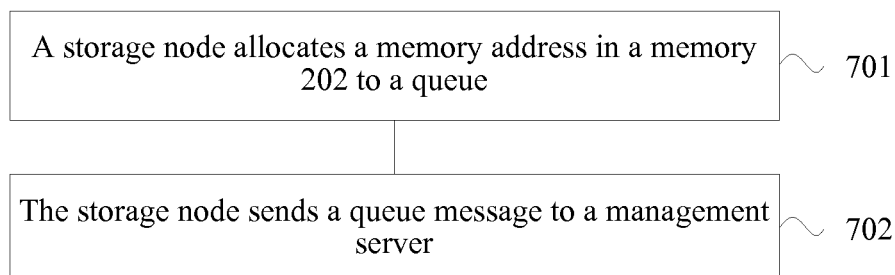 A storage node allocates a memory address in a memory
202 to a queue
701
The storage node sends a queue message to a management
server
702